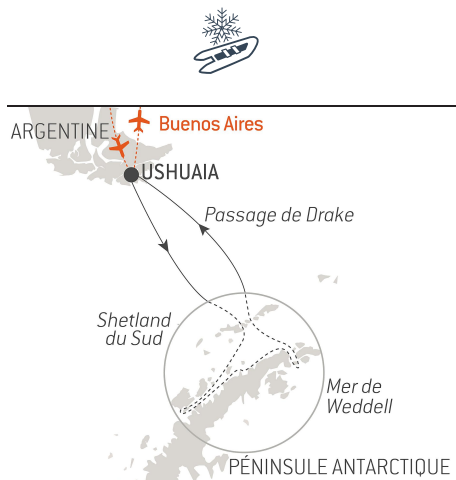 Buenos Aires
ARGENTINE
USHUAIA
Passage de Drake
Shetland
du Sud
Mer de
Weddell
PÉNINSULE ANTARCTIQUE